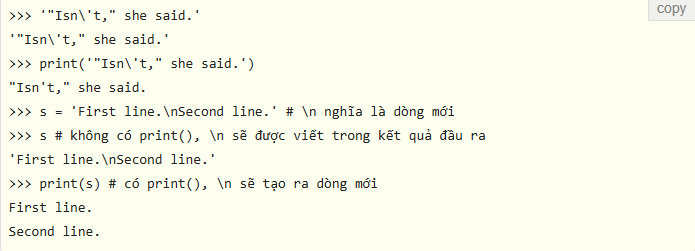 copy
>>> '"Isn\'t," she said.'
'"Isn\'t," she said.'
>>> print('"Isn\'t," she said.')
"Isn't," she said.
>>> s = 'First line.\nSecond line.' # \n nghĩa là dòng mới
>>> s # không có print(), \n sẽ được viết trong kết quả đầu ra
'First line.\nSecond line.'
>>> print(s) # có print(), \n sẽ tạo ra dòng mới
First line.
Second line.